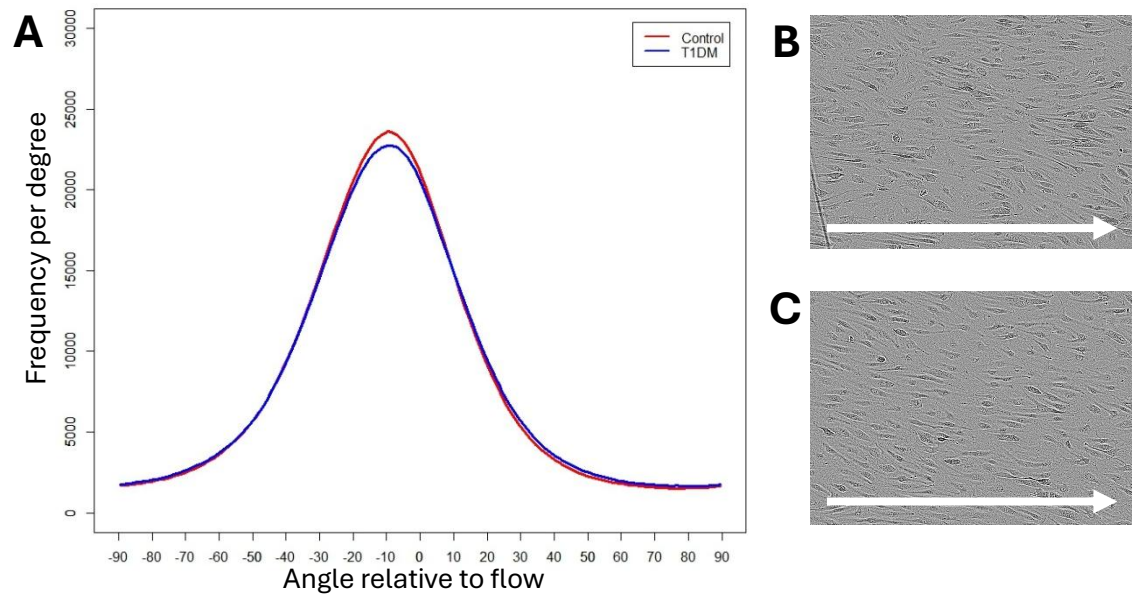 A
Frequency per degree
30000
25000
20000
15000
10000
5000
0
Control
T1DM
-90 -80 -70 -60 -50 -40 -30 -20 -10 0 10 20 30 40 50 60 70 80 90
Angle relative to flow
B
C